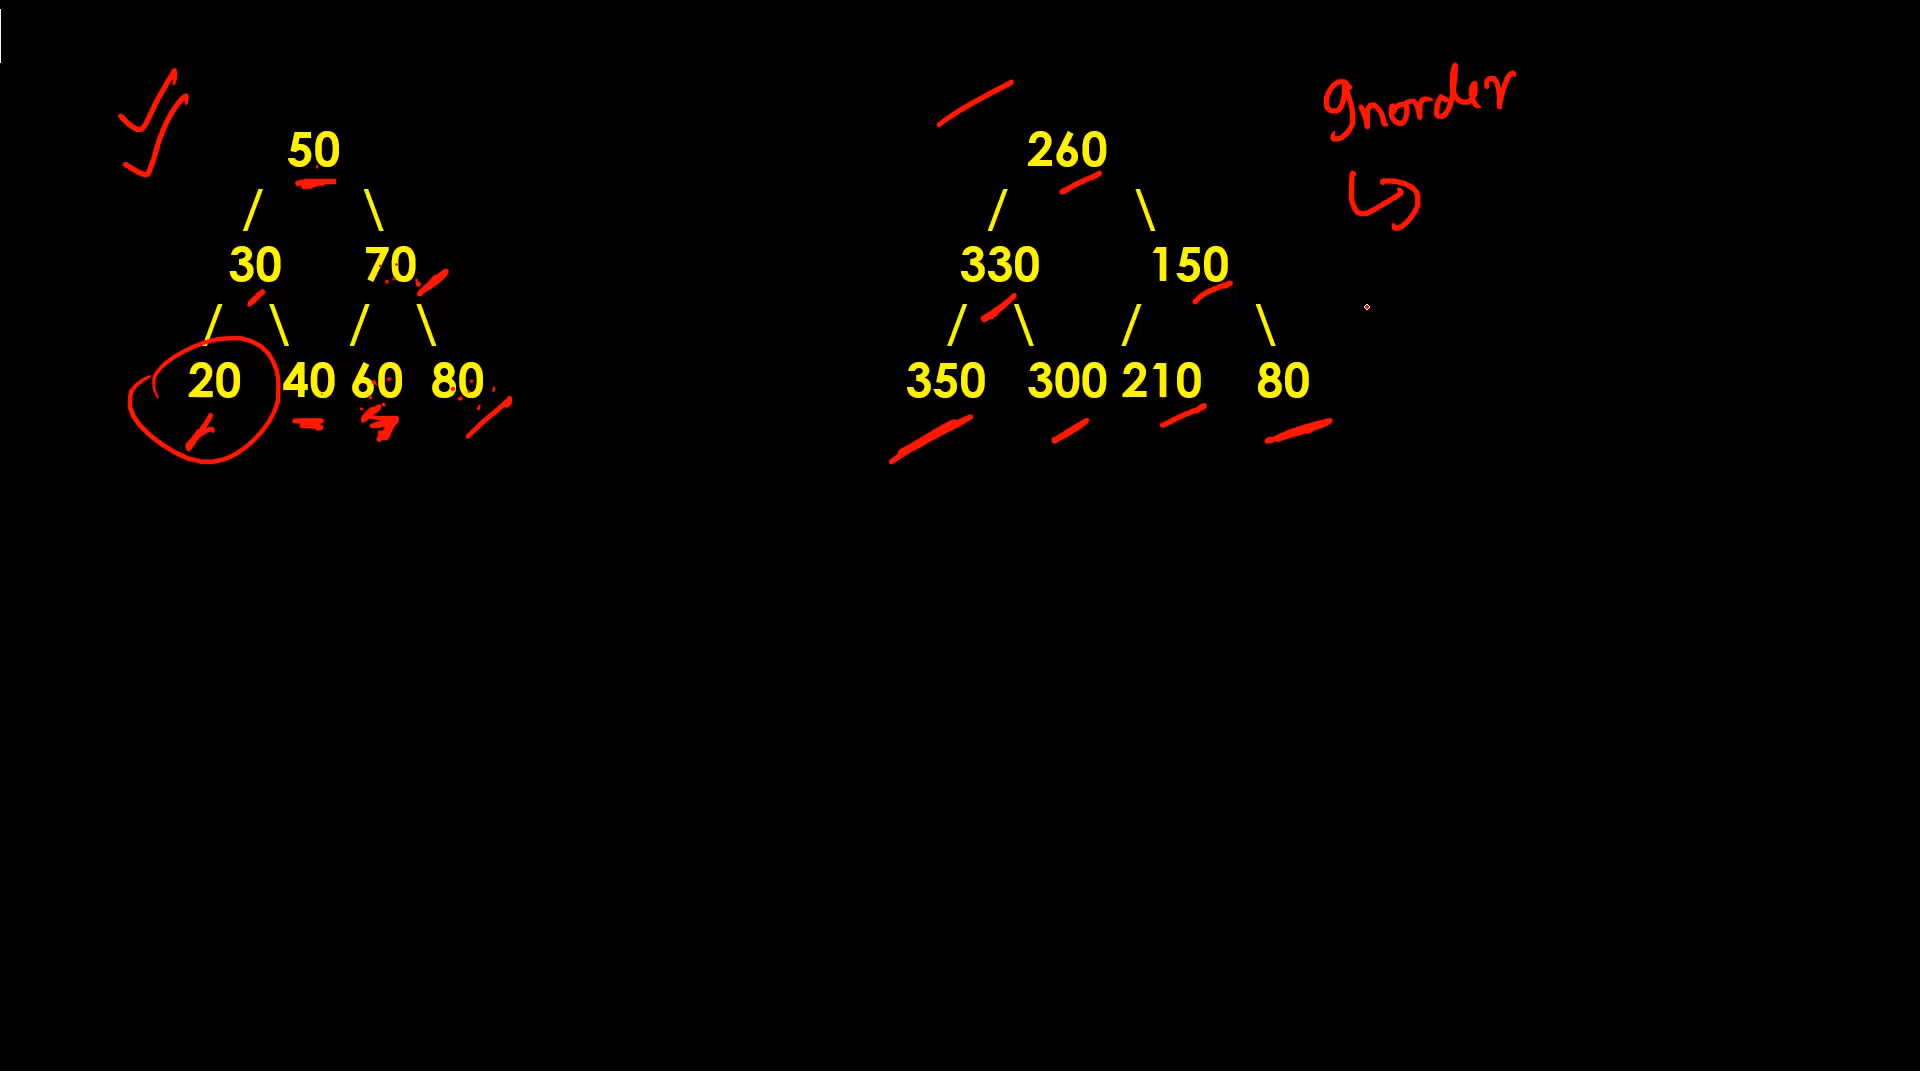 Inorder
50 260
/ \ / \
30 70 330 150
/ \ / \ / \ / \
20 40 60 80 350 300 210 80